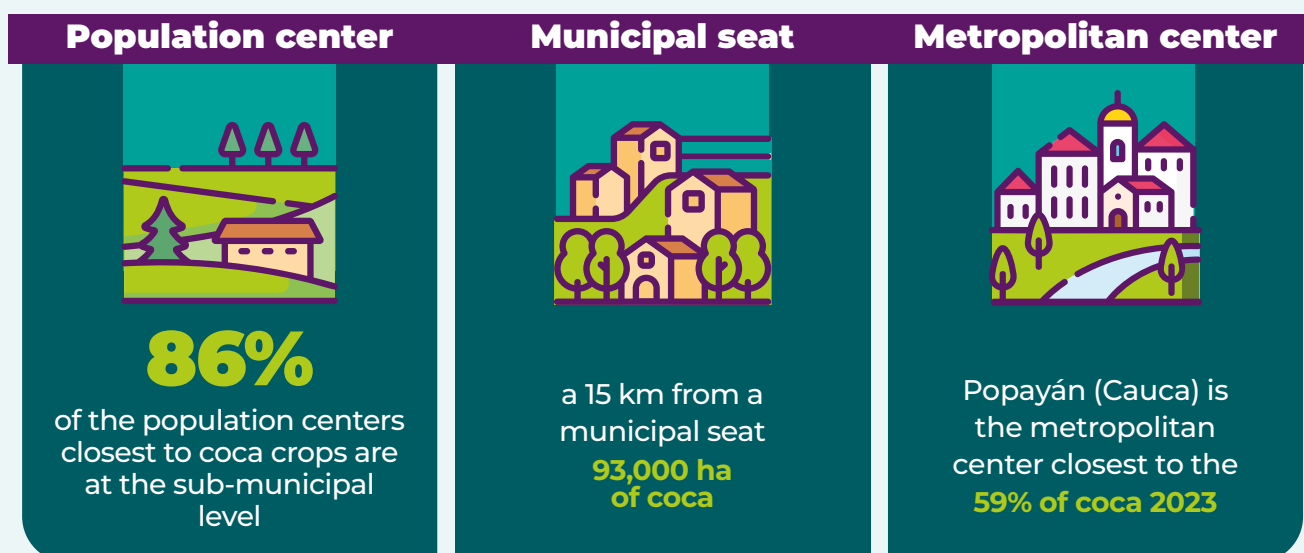 Population center
Municipal seat
Metropolitan center
86%
of the population centers
closest to coca crops are
at the sub-municipal
level
a 15 km from a
municipal seat
93,000 ha
of coca
Popayán (Cauca) is
the metropolitan
center closest to the
59% of coca 2023